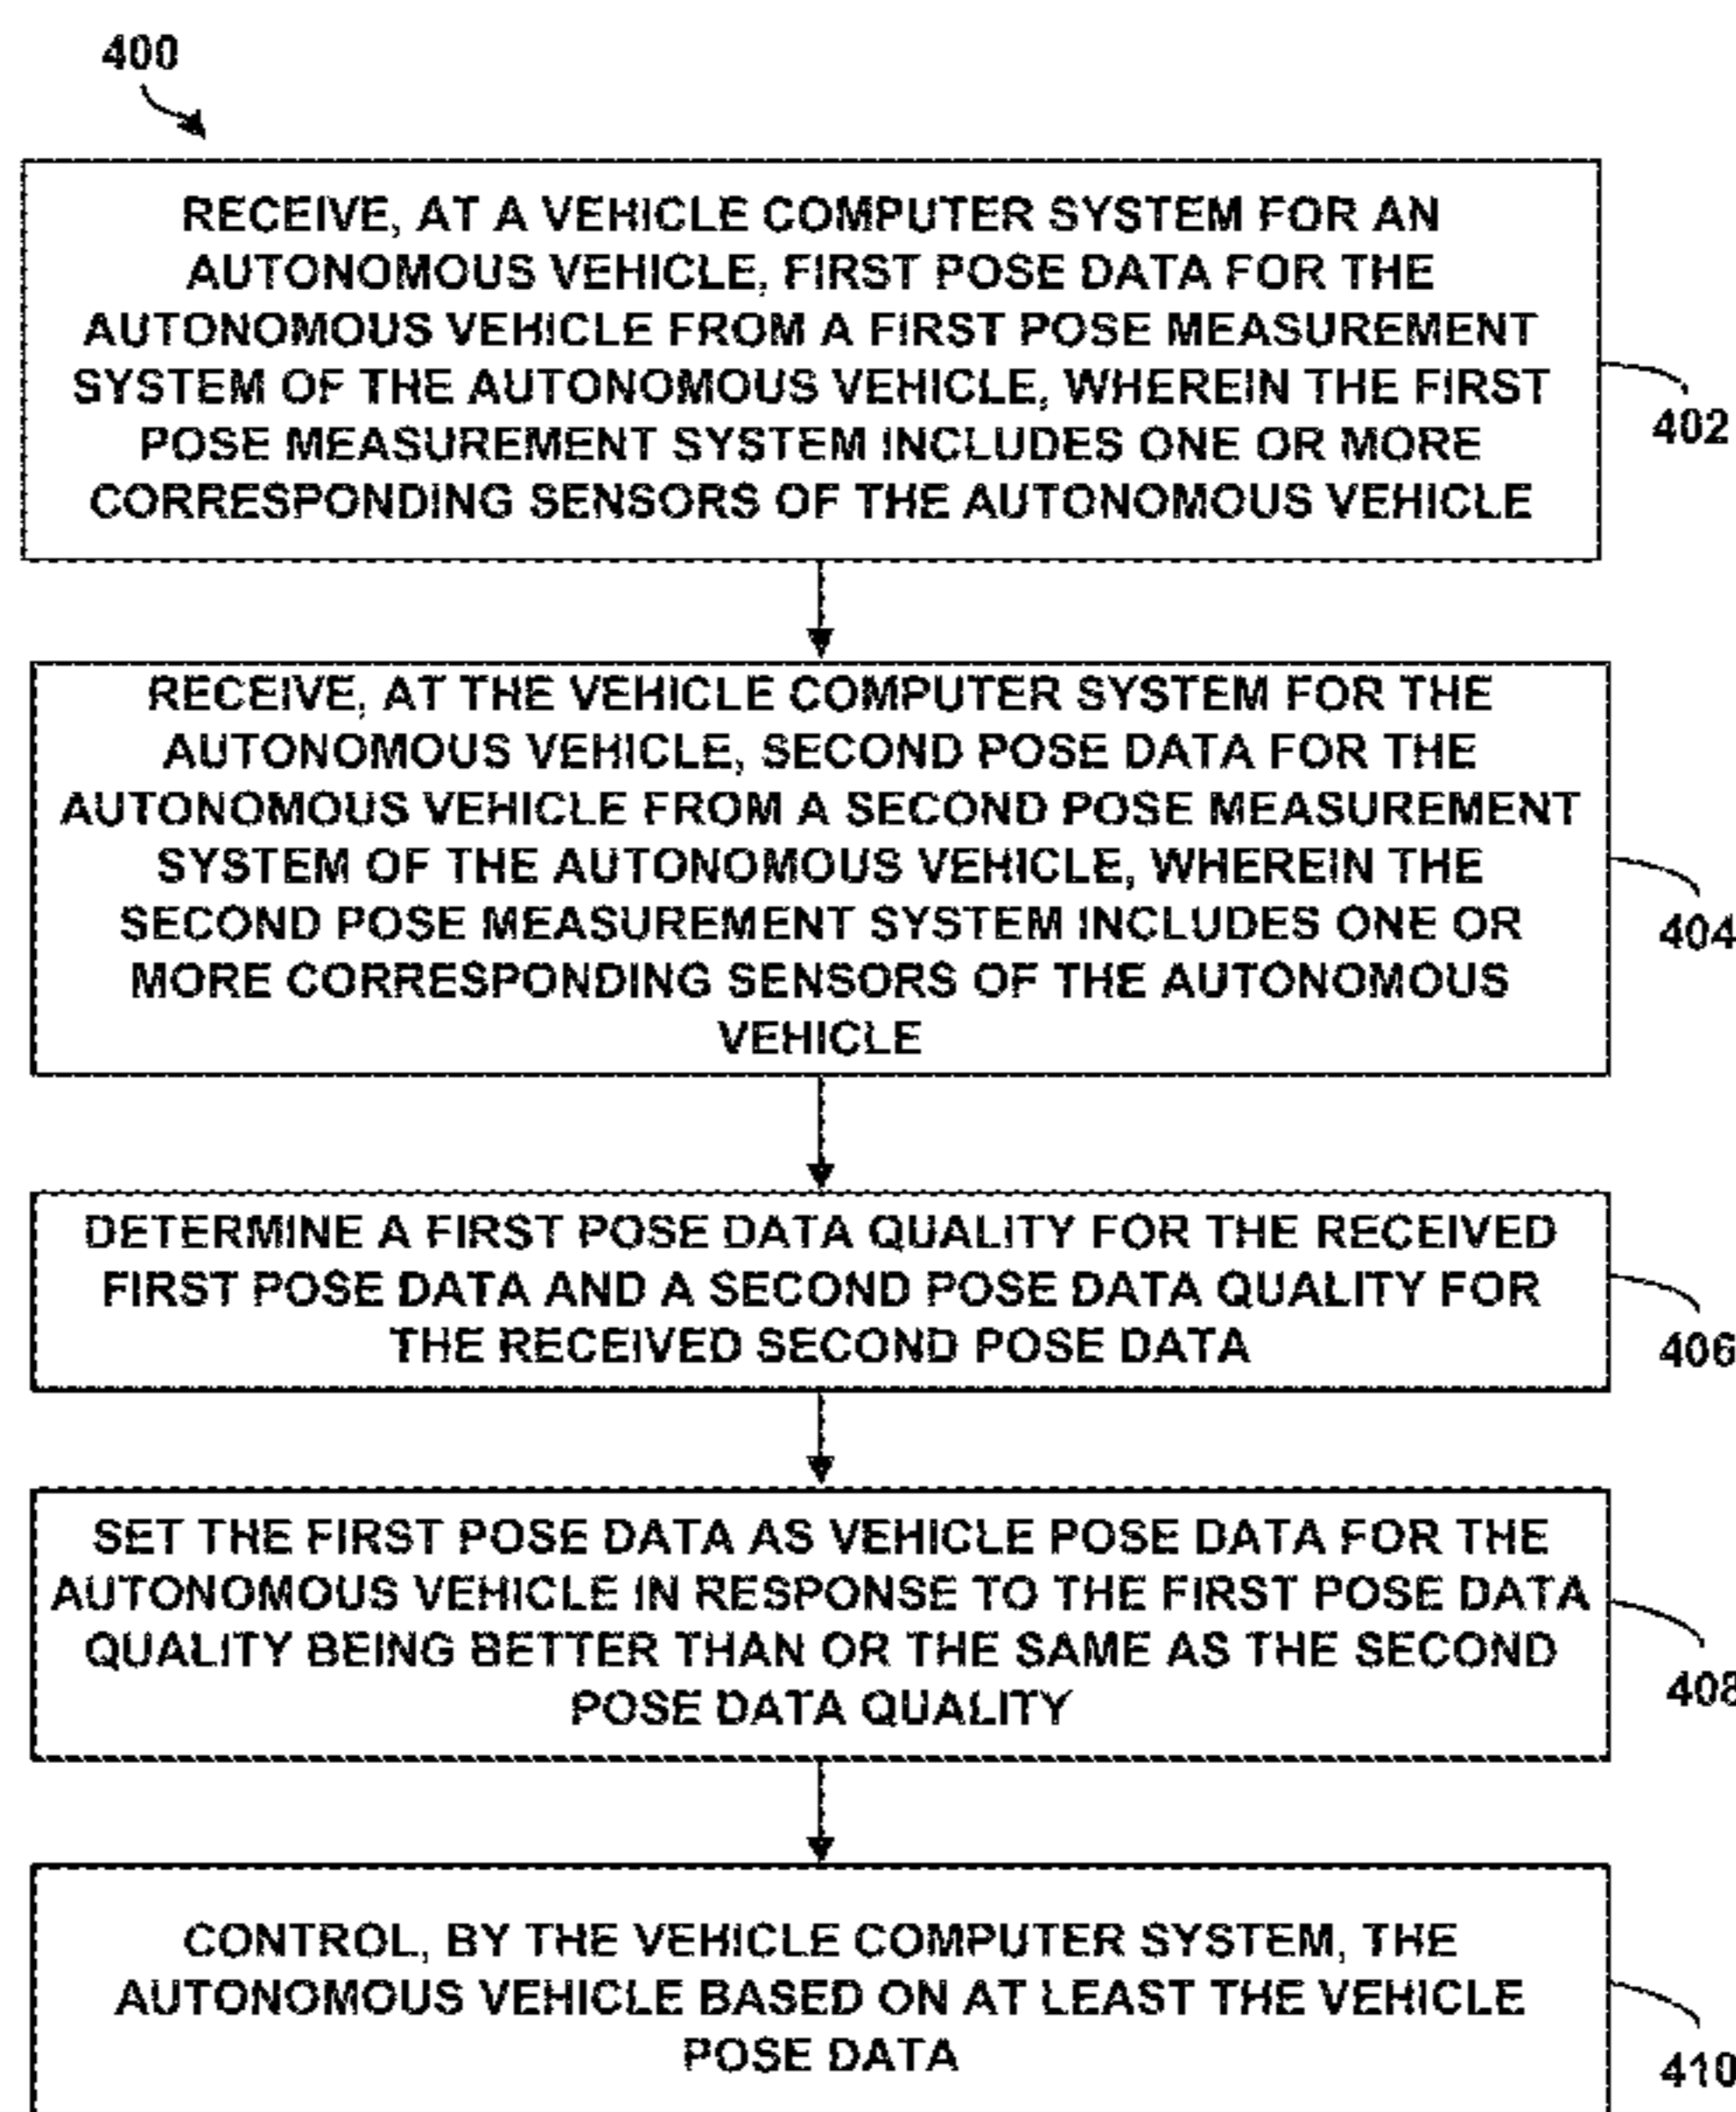 400
RECEIVE, AT A VEHICLE COMPUTER SYSTEM FOR AN
AUTONOMOUS VEHICLE, FIRST POSE DATA FOR THE
AUTONOMOUS VEHICLE FROM A FIRST POSE MEASUREMENT
SYSTEM OF THE AUTONOMOUS VEHICLE, WHEREIN THE FIRST
POSE MEASUREMENT SYSTEM INCLUDES ONE OR MORE
CORRESPONDING SENSORS OF THE AUTONOMOUS VEHICLE
402
RECEIVE, AT THE VEHICLE COMPUTER SYSTEM FOR THE
AUTONOMOUS VEHICLE, SECOND POSE DATA FOR THE
AUTONOMOUS VEHICLE FROM A SECOND POSE MEASUREMENT
SYSTEM OF THE AUTONOMOUS VEHICLE, WHEREIN THE
SECOND POSE MEASUREMENT SYSTEM INCLUDES ONE OR
MORE CORRESPONDING SENSORS OF THE AUTONOMOUS
VEHICLE
404
DETERMINE A FIRST POSE DATA QUALITY FOR THE RECEIVED
FIRST POSE DATA AND A SECOND POSE DATA QUALITY FOR
THE RECEIVED SECOND POSE DATA
406
SET THE FIRST POSE DATA AS VEHICLE POSE DATA FOR THE
AUTONOMOUS VEHICLE IN RESPONSE TO THE FIRST POSE DATA
QUALITY BEING BETTER THAN OR THE SAME AS THE SECOND
POSE DATA QUALITY
408
CONTROL, BY THE VEHICLE COMPUTER SYSTEM, THE
AUTONOMOUS VEHICLE BASED ON AT LEAST THE VEHICLE
POSE DATA
410